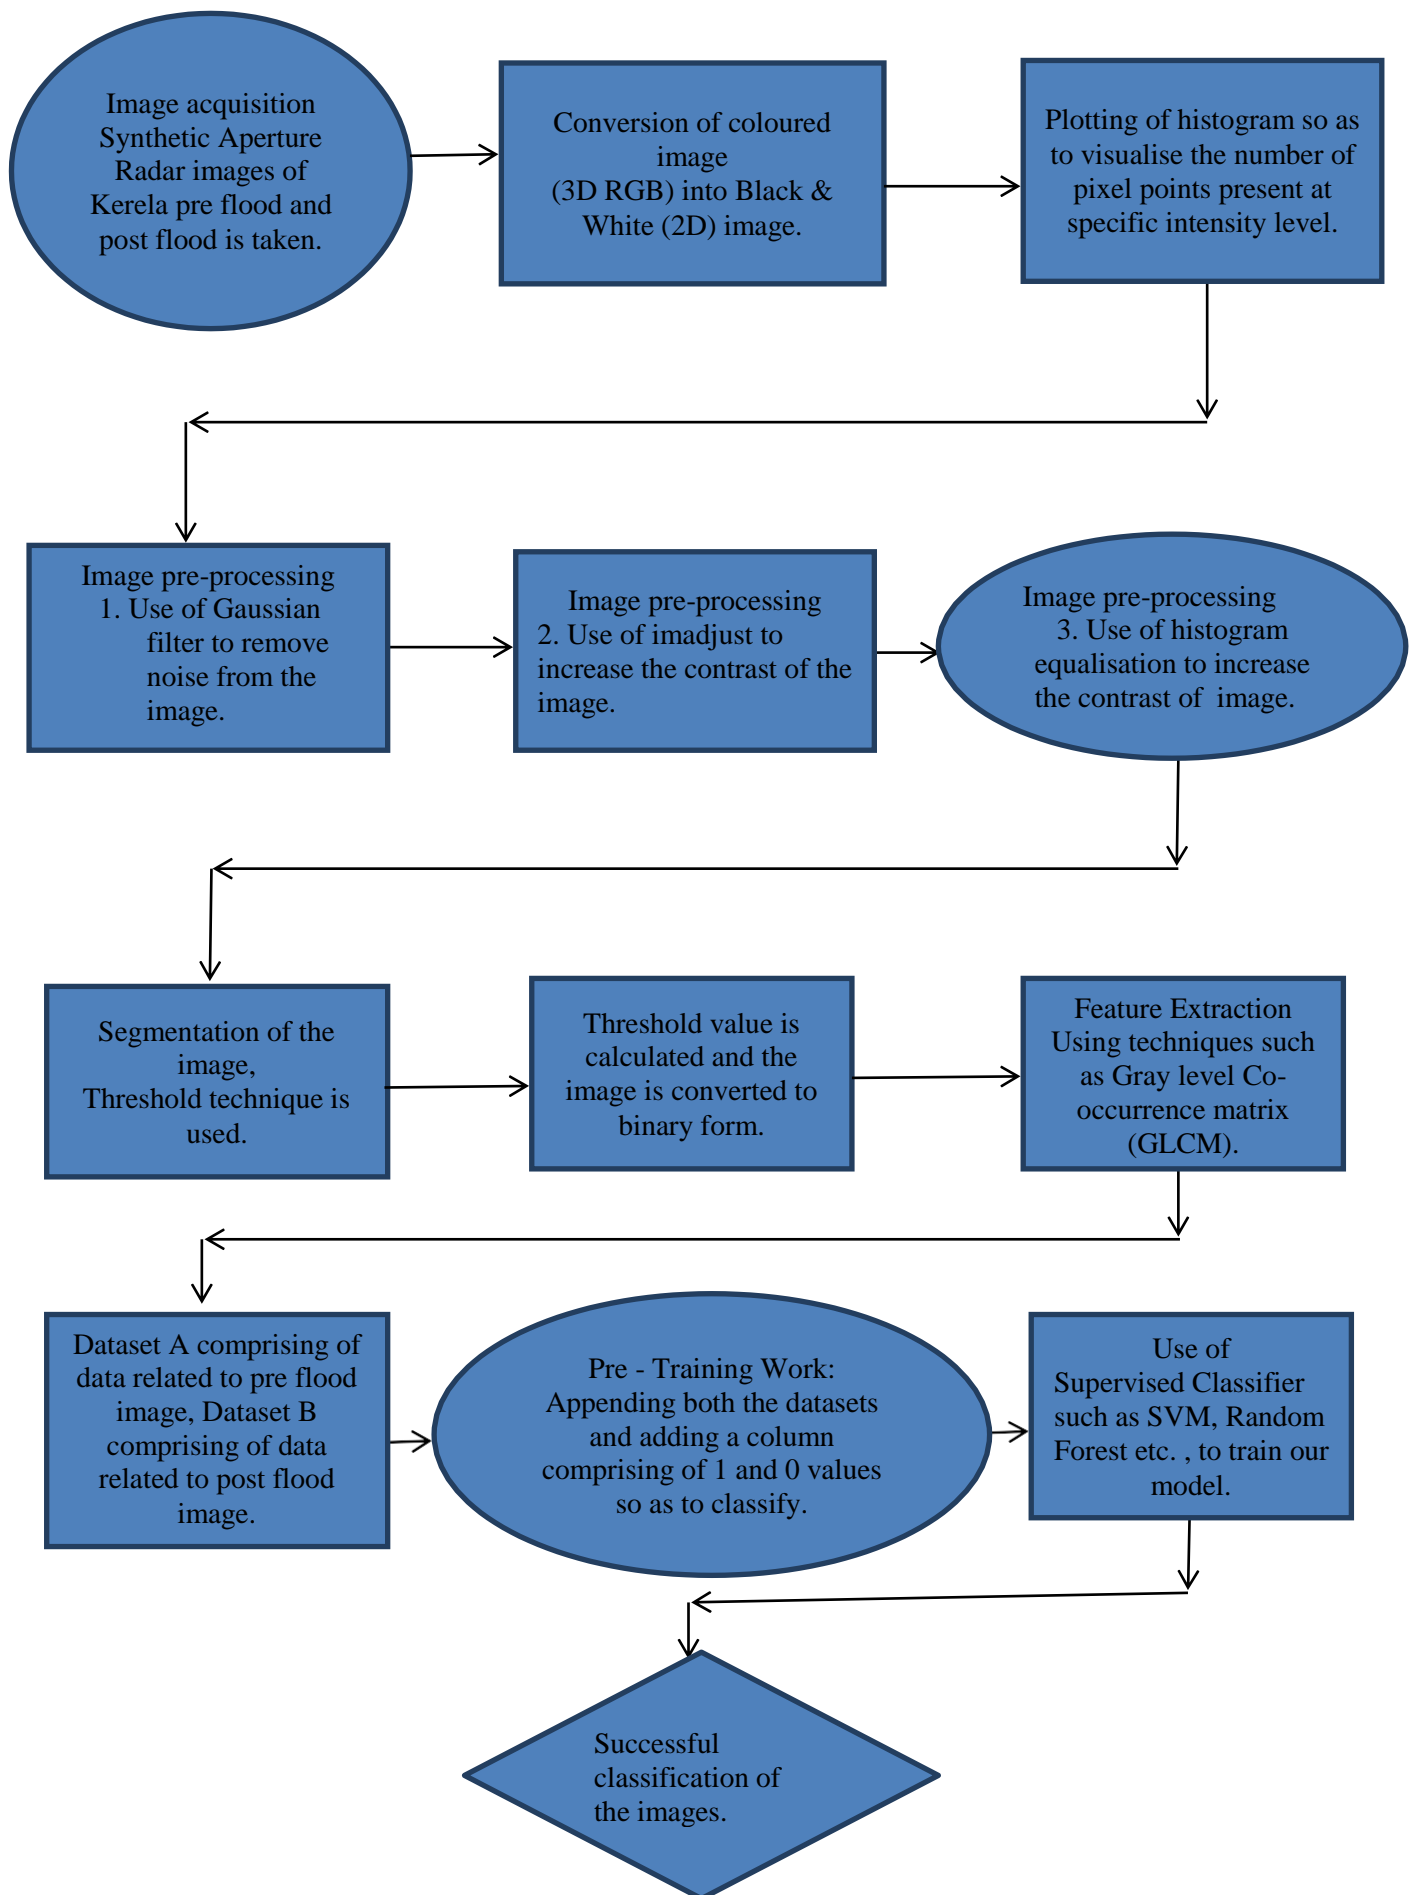 Image acquisition
Synthetic Aperture
Radar images of
Kerela pre flood and
post flood is taken.
Conversion of coloured
image
(3D RGB) into Black &
White (2D) image.
Plotting of histogram so as
to visualise the number of
pixel points present at
specific intensity level.
Image pre-processing
1. Use of Gaussian
filter to remove
noise from the
image.
Image pre-processing
2. Use of imadjust to
increase the contrast of the
image.
Image pre-processing
3. Use of histogram
equalisation to increase
the contrast of  image.
Segmentation of the
image,
Threshold technique is
used.
Threshold value is
calculated and the
image is converted to
binary form.
Feature Extraction
Using techniques such
as Gray level Co-
occurrence matrix
(GLCM).
Dataset A comprising of
data related to pre flood
image, Dataset B
comprising of data
related to post flood
image.
Pre - Training Work:
Appending both the datasets
and adding a column
comprising of 1 and 0 values
so as to classify.
Use of
Supervised Classifier
such as SVM, Random
Forest etc. , to train our
model.
Successful
classification of
the images.